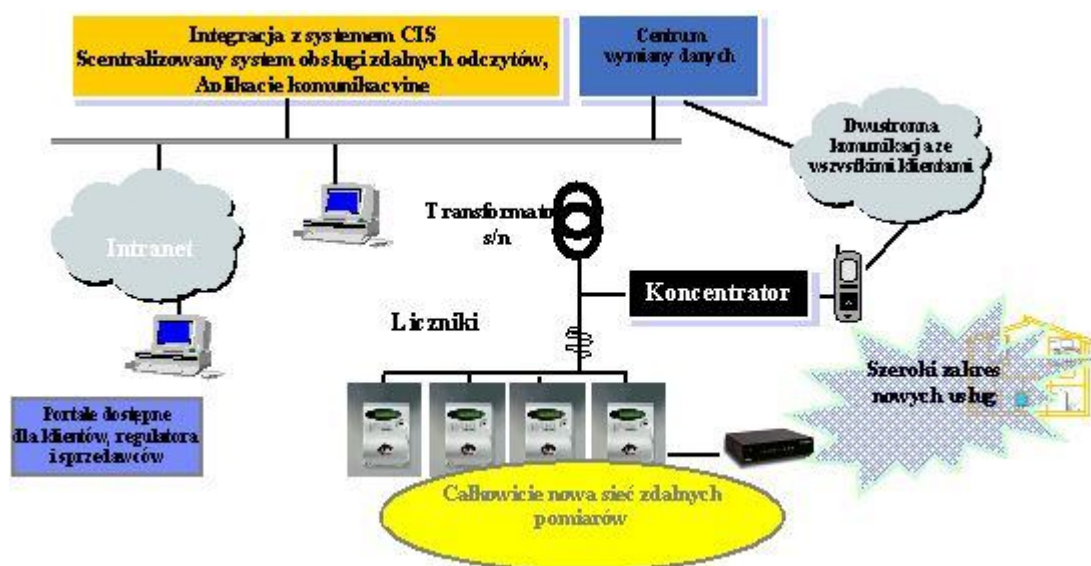 Integracja z systemem CIS
Scentralizowany system obsługi zdalnych odczytów,
Aplikacje komunikacyjne
Centrum
wymiany danych
Dwustronna
komunikacja ze
wszystkimi klientami
Intranet
Transformator
s/n
Koncentrator
Liczniki
Szeroki zakres
nowych usług
Portale dostępne
dla klientów, regulatora
i sprzedawców
Całkowicie nowa sieć zdalnych
pomiarów